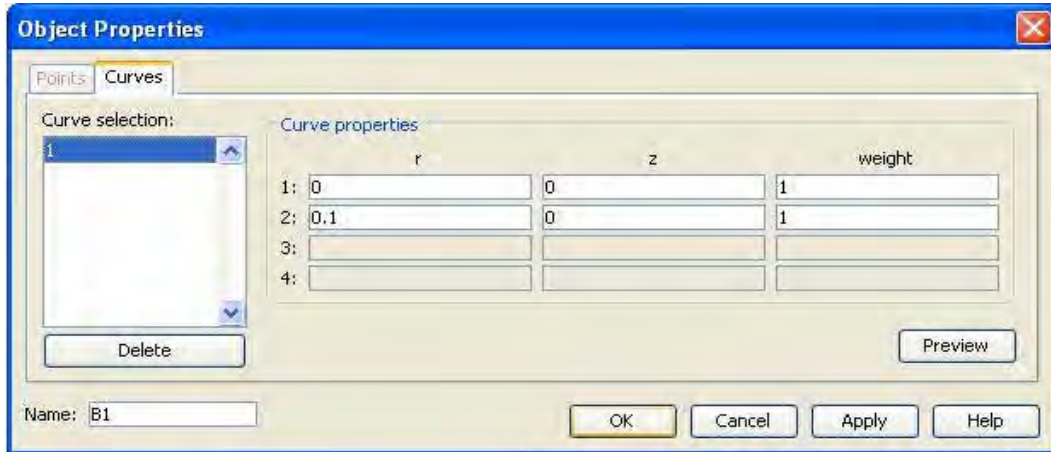 Object Properties
Points Curves
Curve selection:
1
Curve properties
r z weight
1: 0 0 1
2: 0.1 0 1
3:
4:
Delete
Preview
Name: B1
OK Cancel Apply Help